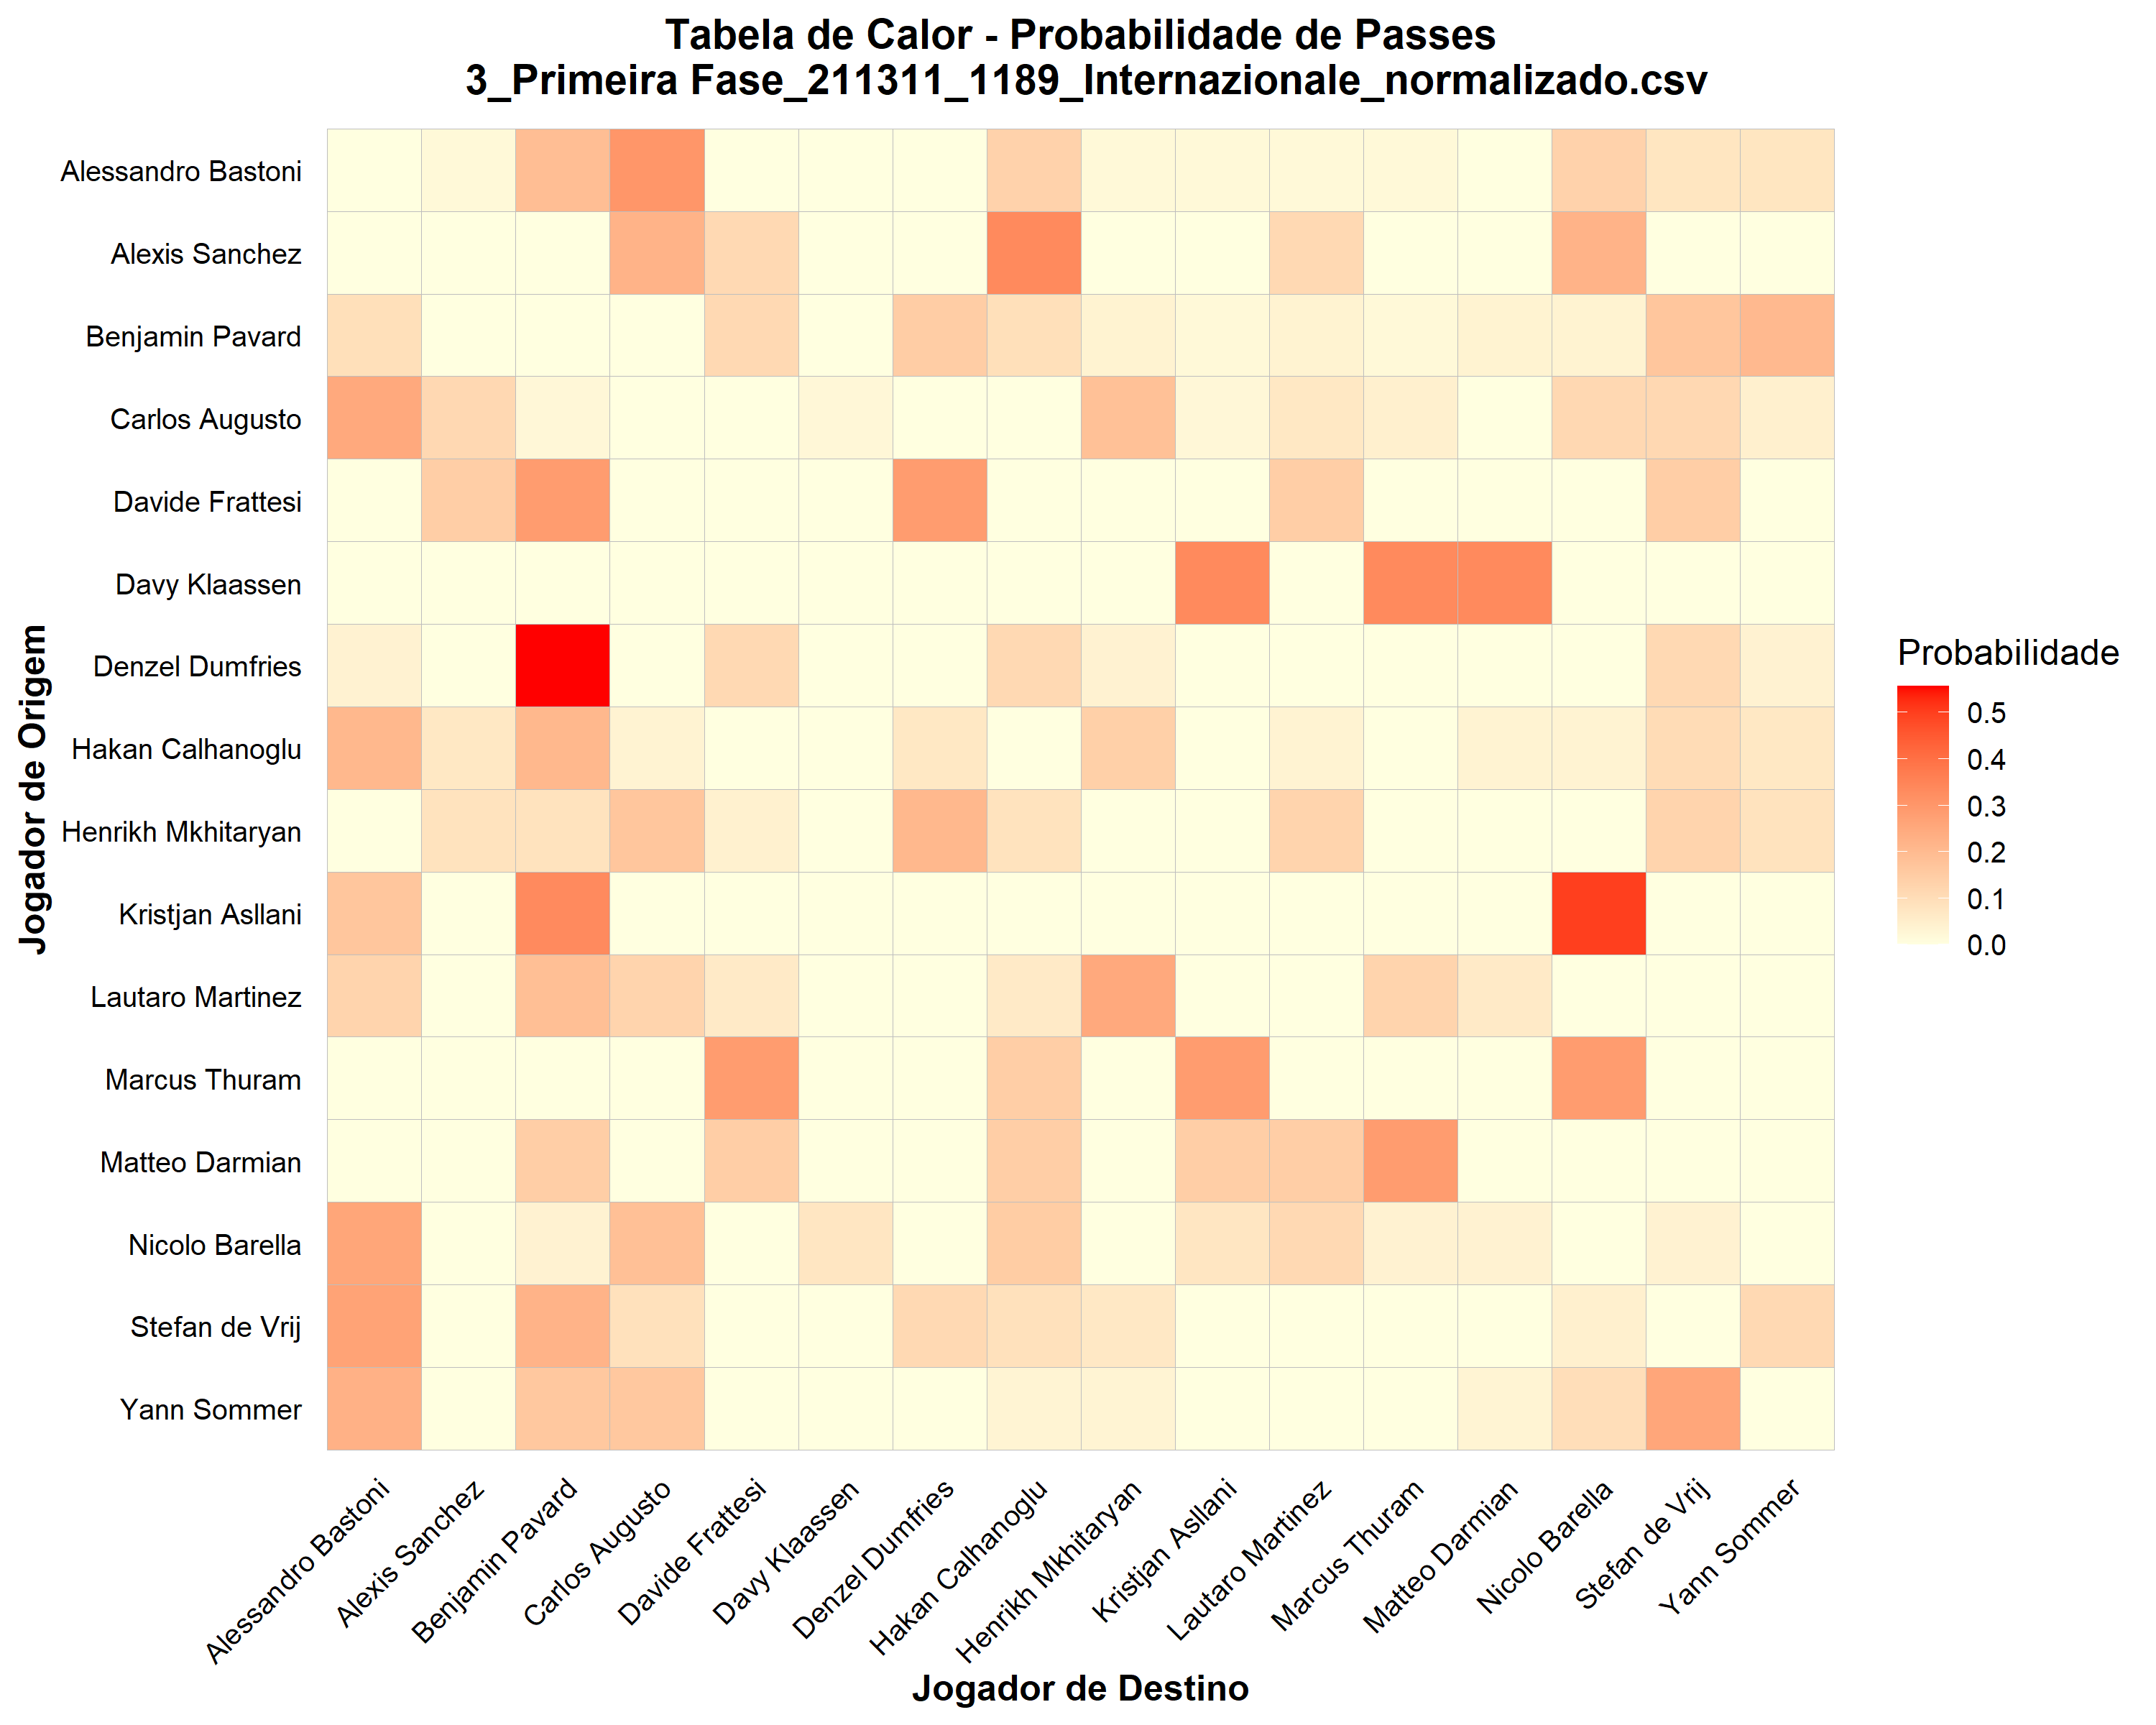 Tabela de Calor - Probabilidade de Passes
3_Primeira Fase_211311_1189_Internazionale_normalizado.csv
Jogador de Origem
Alessandro Bastoni
Alexis Sanchez
Benjamin Pavard
Carlos Augusto
Davide Frattesi
Davy Klaassen
Denzel Dumfries
Hakan Calhanoglu
Henrikh Mkhitaryan
Kristjan Asllani
Lautaro Martinez
Marcus Thuram
Matteo Darmian
Nicolo Barella
Stefan de Vrij
Yann Sommer
Alessandro Bastoni
Alexis Sanchez
Benjamin Pavard
Carlos Augusto
Davide Frattesi
Davy Klaassen
Denzel Dumfries
Hakan Calhanoglu
Henrikh Mkhitaryan
Kristjan Asllani
Lautaro Martinez
Marcus Thuram
Matteo Darmian
Nicolo Barella
Stefan de Vrij
Yann Sommer
Jogador de Destino
Probabilidade
0.5
0.4
0.3
0.2
0.1
0.0